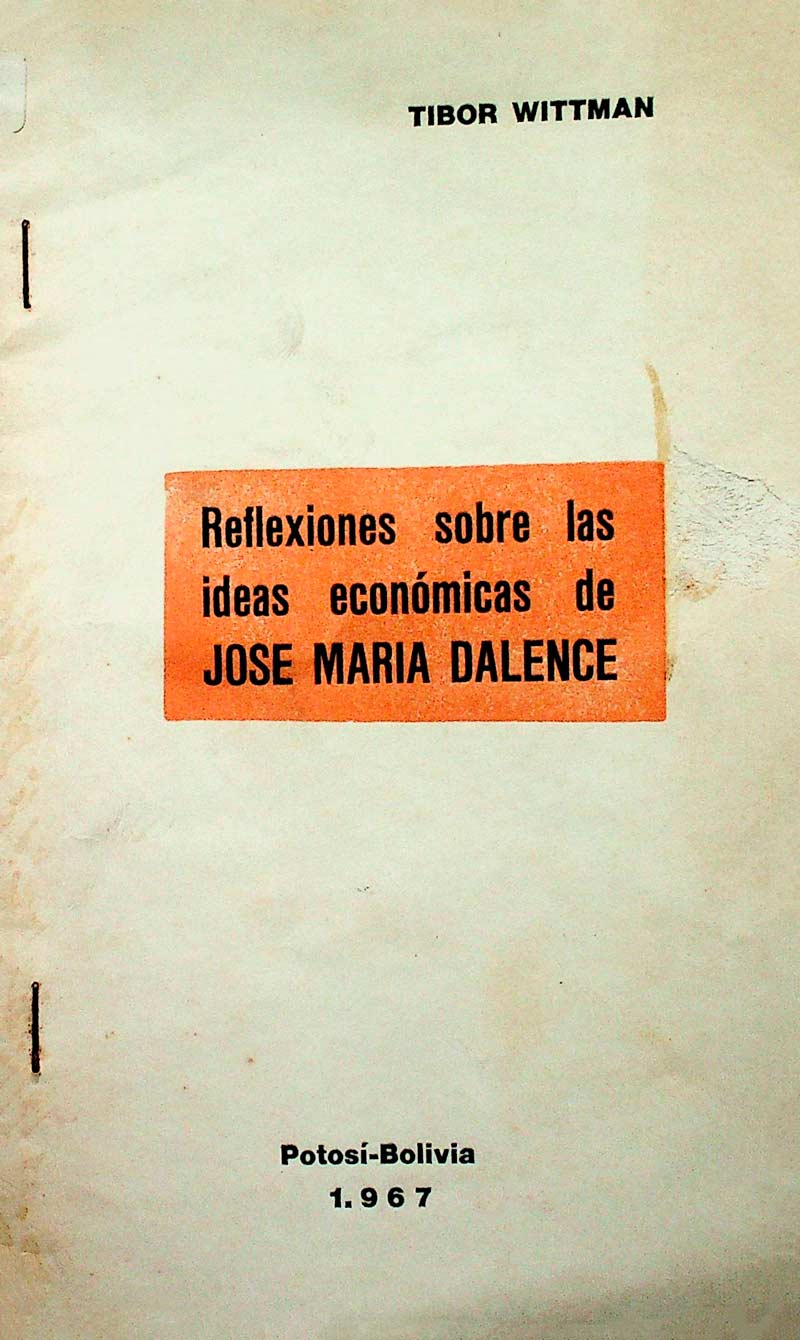 TIBOR WITTMAN
Reflexiones sobre las
ideas económicas de
JOSE MARIA DALENCE
Potosí-Bolivia
1.967